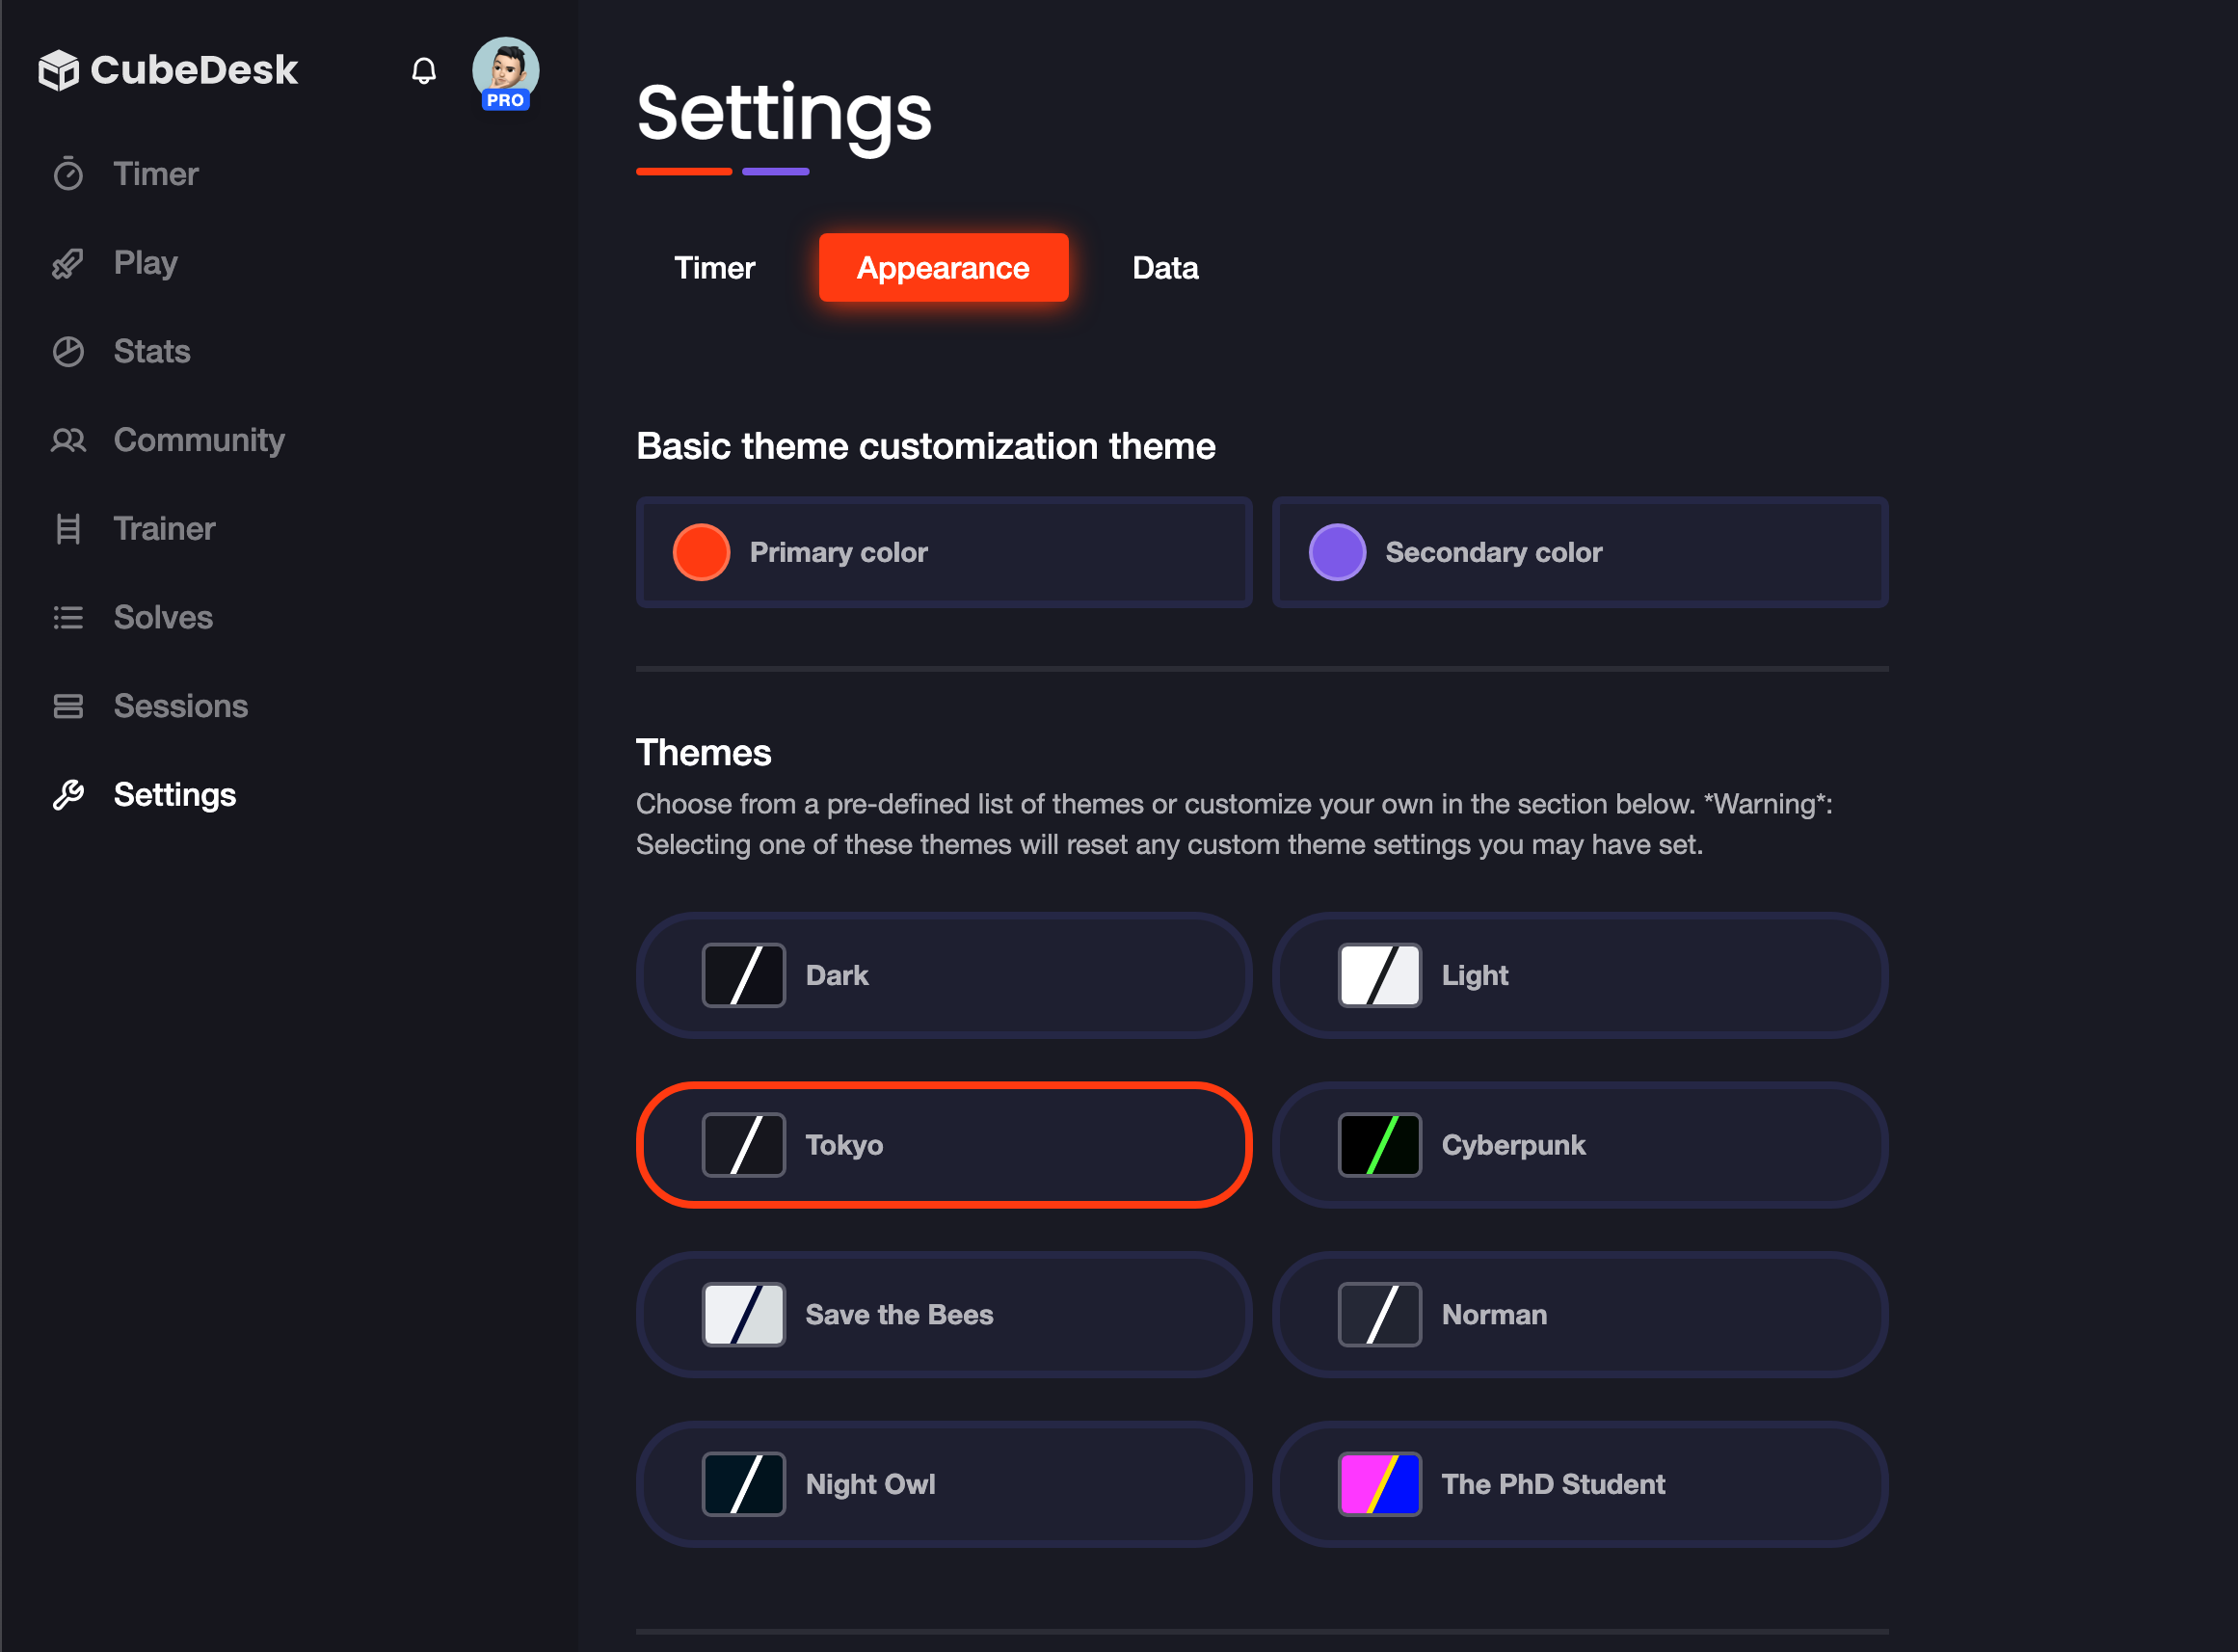 CubeDesk
PRO
Timer
Play
Stats
Community
Trainer
Solves
Sessions
Settings
Settings
Timer
Appearance
Data
Basic theme customization theme
Primary color
Secondary color
Themes
Choose from a pre-defined list of themes or customize your own in the section below. *Warning*:
Selecting one of these themes will reset any custom theme settings you may have set.
Dark
Light
Tokyo
Cyberpunk
Save the Bees
Norman
Night Owl
The PhD Student